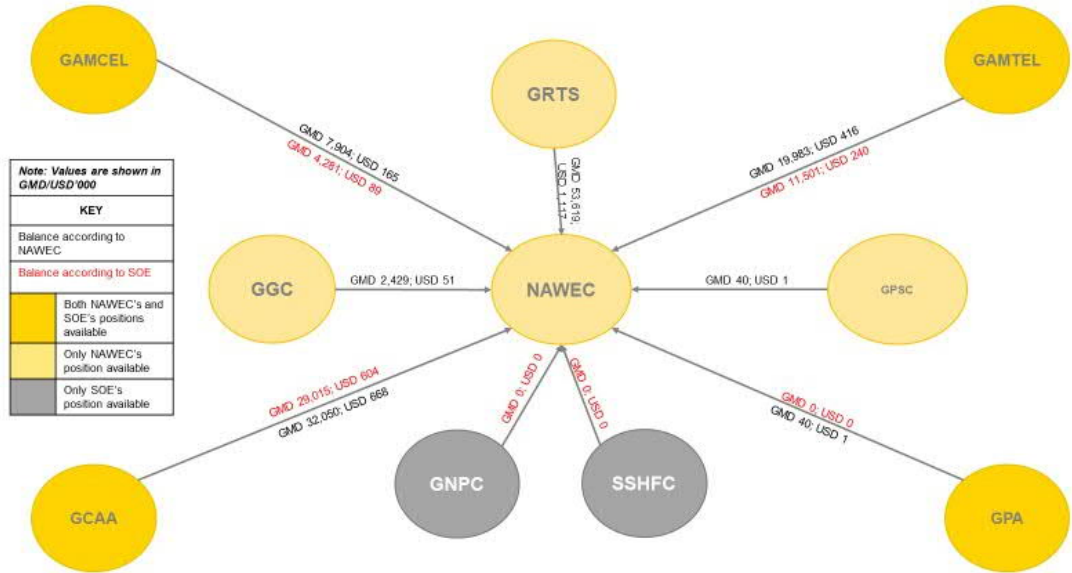 GAMCEL
GRTS
GAMTEL
GMD 7,904; USD 165
GMD 4,281; USD 89
GMD 53,619;
USD 1,117
GMD 19,983; USD 416
GMD 11,501; USD 240
Note: Values are shown in
GMD/USD'000
KEY
Balance according to
NAWEC
Balance according to SOE
Both NAWEC's and
SOE's positions
available
Only NAWEC's
position available
Only SOE's
position available
GGC
GMD 2,429; USD 51
NAWEC
GMD 40; USD 1
GPSC
GMD 29,015; USD 604
GMD 32,050; USD 668
GMD 0; USD 0
GMD 0; USD 0
GMD 0; USD 0
GMD 40; USD 1
GCAA
GNPC
SSHFC
GPA